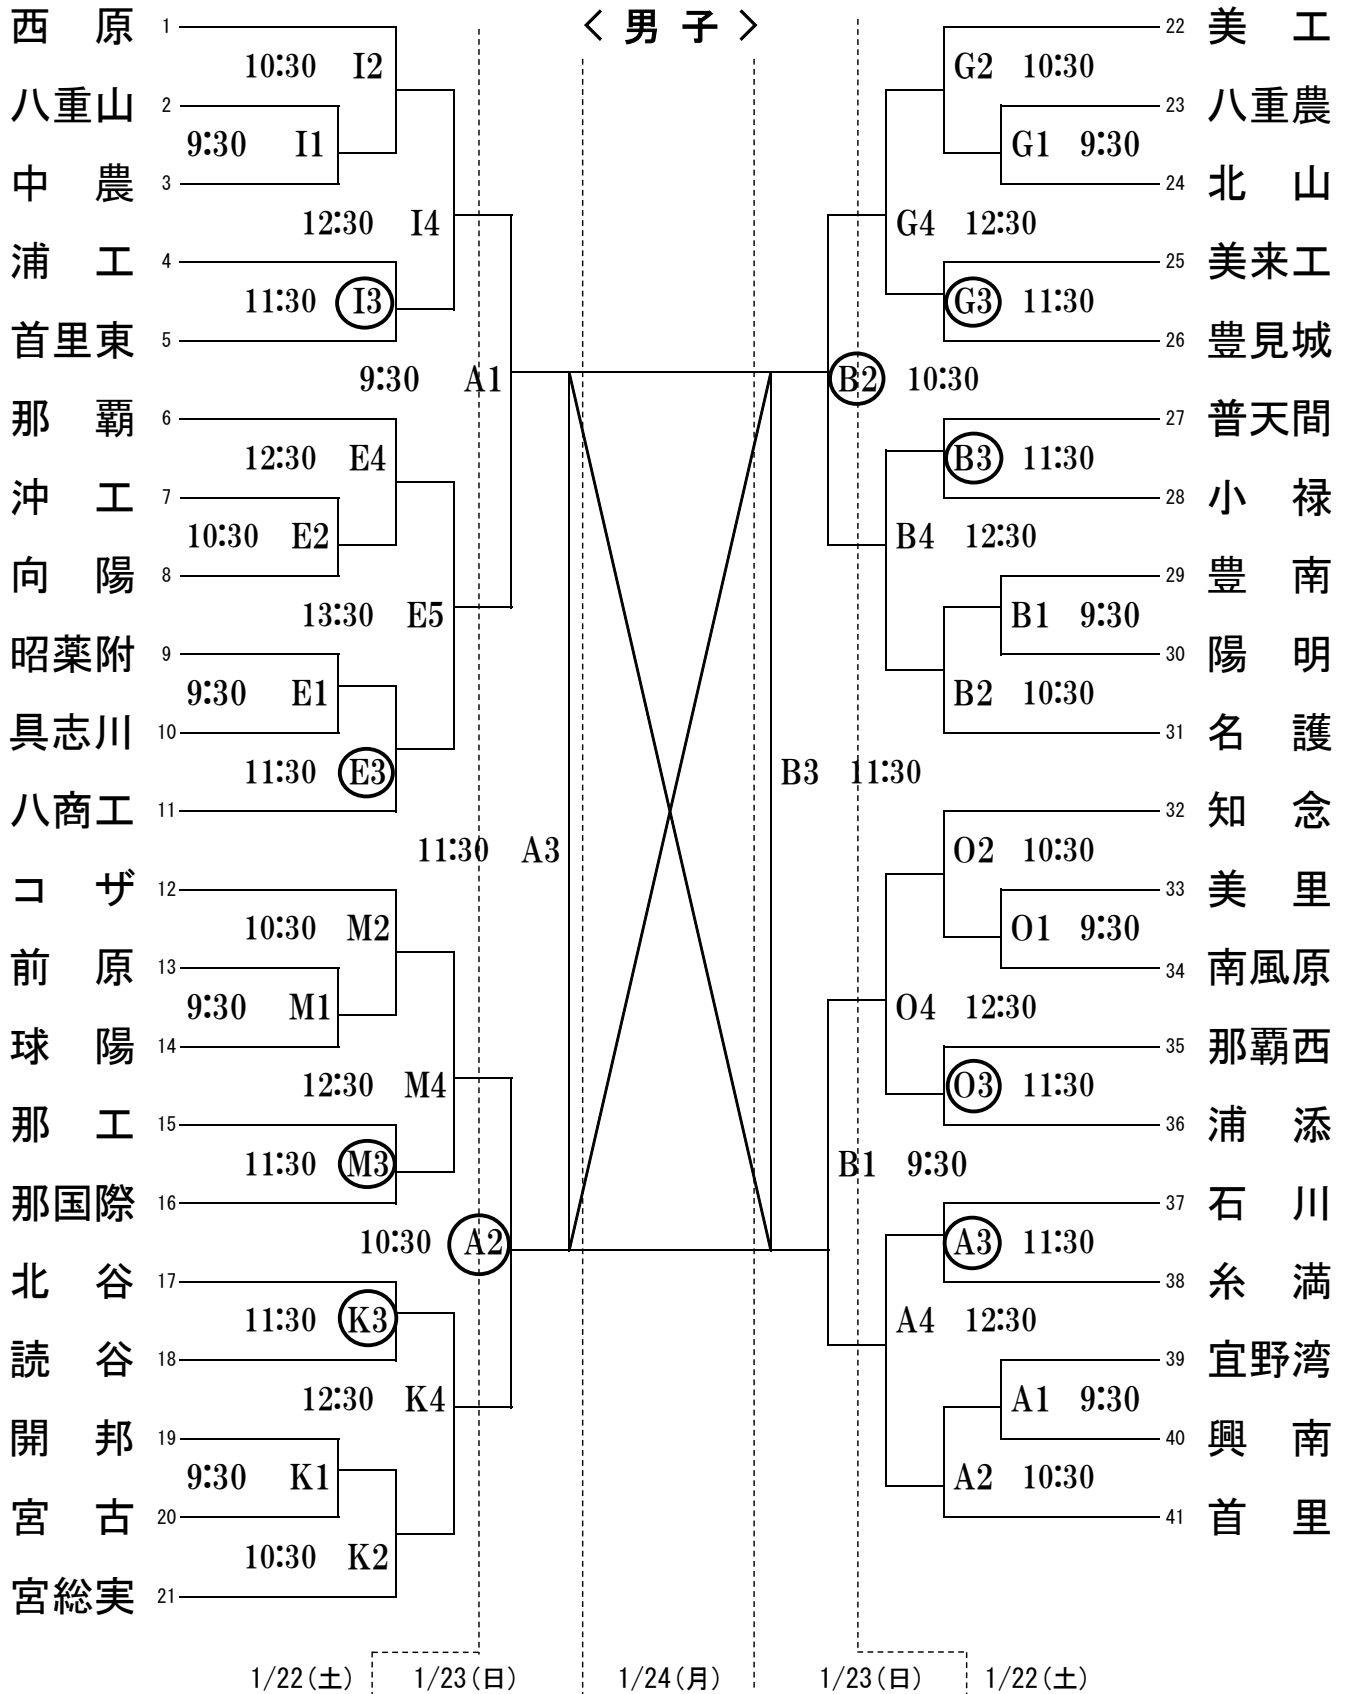 〈 男 子 〉
西 原 1
10:30 I2
八重山 2
9:30 I1
中 農 3
12:30 I4
浦 工 4
11:30 I3
首里東 5
9:30 A1
那 覇 6
12:30 E4
沖 工 7
10:30 E2
向 陽 8
13:30 E5
昭薬附 9
9:30 E1
具志川 10
11:30 E3
八商工 11
11:30 A3
コ ザ 12
10:30 M2
前 原 13
9:30 M1
球 陽 14
12:30 M4
那 工 15
11:30 M3
那国際 16
10:30 A2
北 谷 17
11:30 K3
読 谷 18
12:30 K4
開 邦 19
9:30 K1
宮 古 20
10:30 K2
宮総実 21
22 美 工
G2 10:30
23 八重農
G1 9:30
24 北 山
G4 12:30
25 美来工
G3 11:30
26 豊見城
B2 10:30
27 普天間
B3 11:30
28 小 禄
B4 12:30
29 豊 南
B1 9:30
30 陽 明
B2 10:30
31 名 護
B3 11:30
32 知 念
O2 10:30
33 美 里
O1 9:30
34 南風原
O4 12:30
35 那覇西
O3 11:30
36 浦 添
B1 9:30
37 石 川
A3 11:30
38 糸 満
A4 12:30
39 宜野湾
A1 9:30
40 興 南
A2 10:30
41 首 里
1/22(土) 1/23(日) 1/24(月) 1/23(日) 1/22(土)